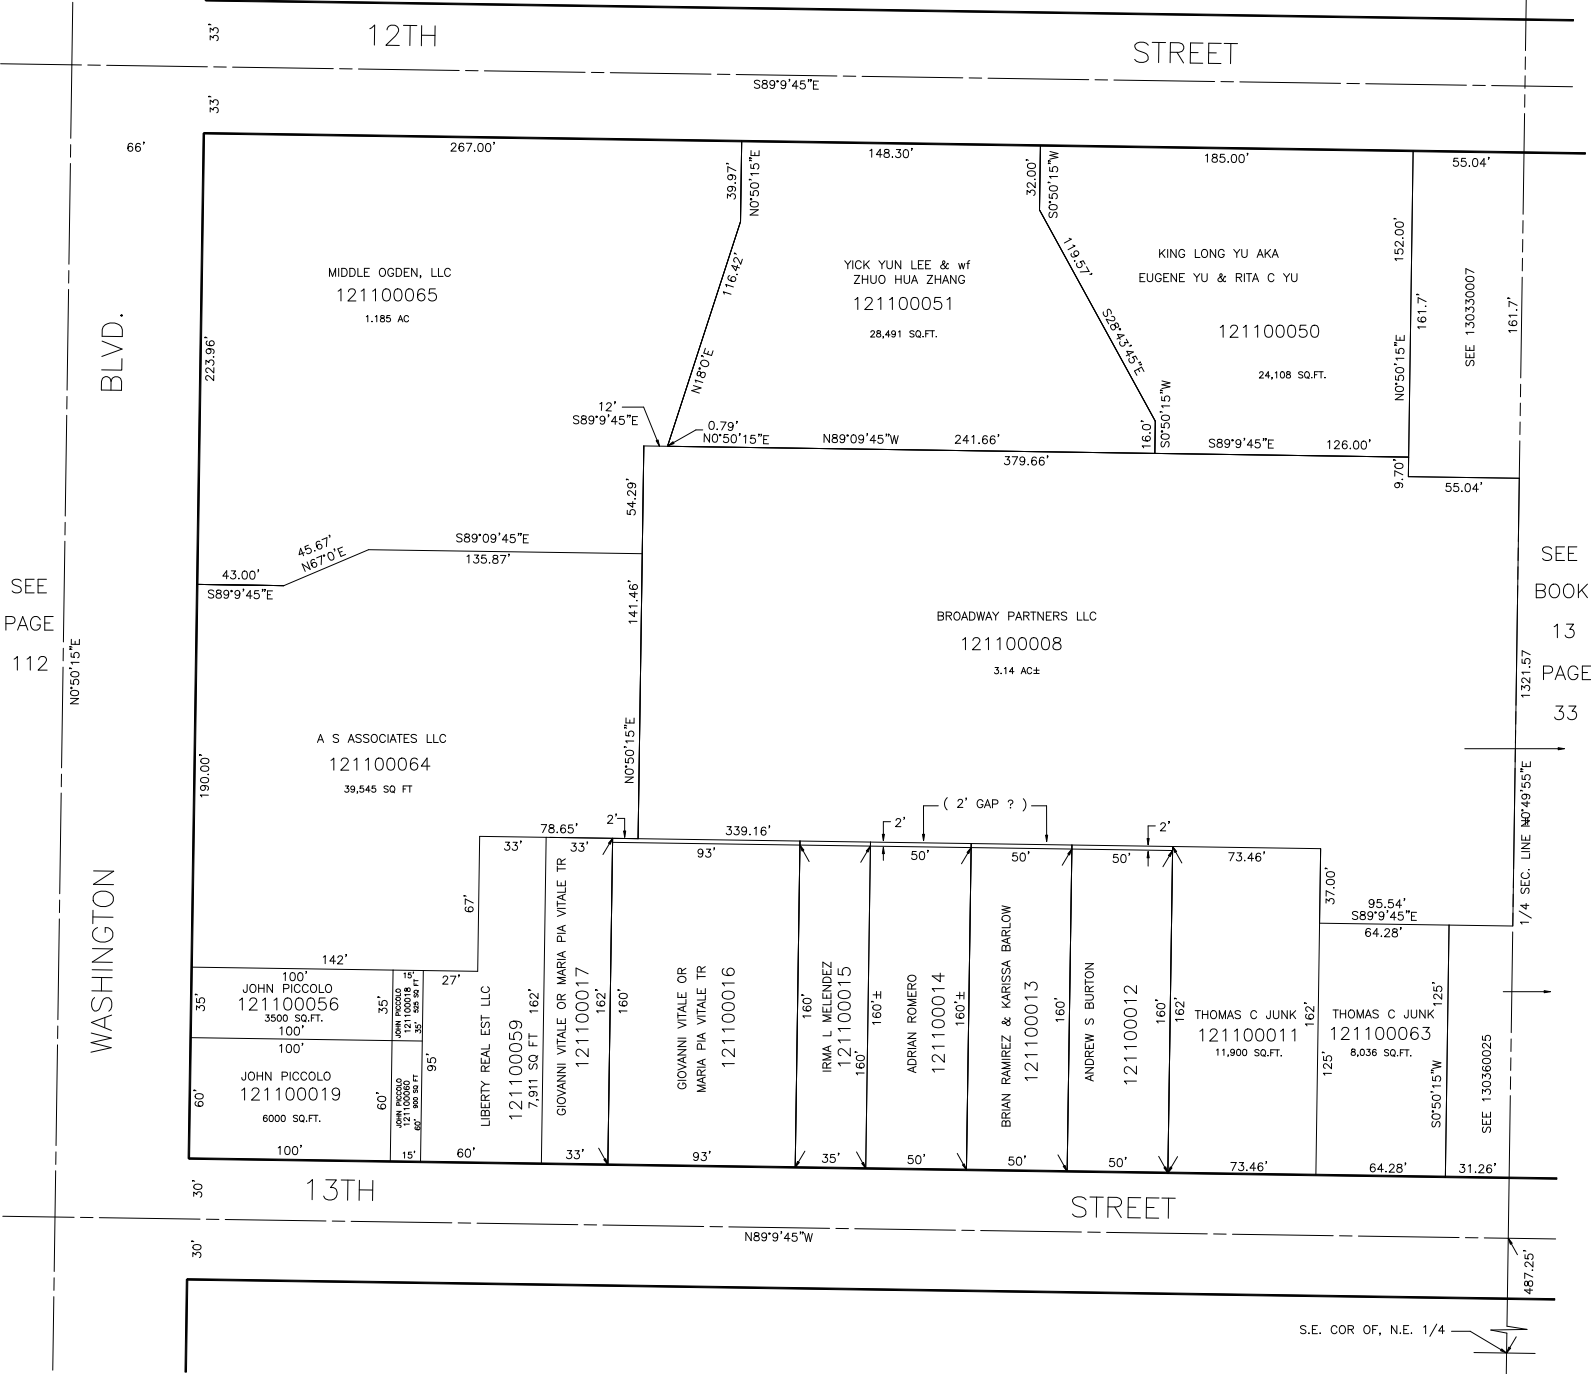 33'
12TH
STREET
S89°9'45"E
33'
66'
267.00'
39.97'
N0°50'15"E
148.30'
32.00'
S0°50'15"W
185.00'
55.04'
152.00'
161.7'
N0°50'15"E
SEE 130330007
161.7'
MIDDLE OGDEN, LLC
121100065
1.185 AC
116.42'
N18°0'E
YICK YUN LEE & wf
ZHUO HUA ZHANG
121100051
28,491 SQ.FT.
119.57'
S28°43'45"E
KING LONG YU AKA
EUGENE YU & RITA C YU
121100050
24,108 SQ.FT.
BLVD.
223.96'
12'
S89°9'45"E
0.79'
N0°50'15"E
N89°09'45"W
241.66'
379.66'
16.0'
S0°50'15"W
S89°9'45"E
126.00'
9.70'
55.04'
54.29'
45.67'
N67°0'E
S89°09'45"E
135.87'
43.00'
S89°9'45"E
141.46'
SEE
PAGE
112
N0°50'15"E
SEE
BOOK
13
PAGE
33
1321.57
BROADWAY PARTNERS LLC
121100008
3.14 AC±
A S ASSOCIATES LLC
121100064
39,545 SQ FT
190.00'
N0°50'15"E
1/4 SEC. LINE N0°49'55"E
( 2' GAP ? )
78.65'
2'
339.16'
2'
2'
33'
33'
93'
50'
50'
50'
73.46'
37.00'
95.54'
S89°9'45"E
64.28'
67'
WASHINGTON
142'
27'
100'
JOHN PICCOLO
121100056
3500 SQ.FT.
100'
35'
35'
15'
JOHN PICCOLO
121100018
35' 525 SQ FT
100'
JOHN PICCOLO
121100019
6000 SQ.FT.
100'
60'
60'
JOHN PICCOLO
121100060
60' 900 SQ FT
15'
95'
LIBERTY REAL EST LLC
121100059
7,911 SQ FT
162'
60'
GIOVANNI VITALE OR MARIA PIA VITALE TR
121100017
162'
33'
160'
GIOVANNI VITALE OR
MARIA PIA VITALE TR
121100016
93'
160'
IRMA L MELENDEZ
121100015
160'
35'
160'±
ADRIAN ROMERO
121100014
160'±
50'
BRIAN RAMIREZ & KARISSA BARLOW
121100013
160'
50'
ANDREW S BURTON
121100012
160'
50'
162'
THOMAS C JUNK
121100011
11,900 SQ.FT.
162'
73.46'
125'
THOMAS C JUNK
121100063
8,036 SQ.FT.
125'
S0°50'15"W
64.28'
SEE 130360025
31.26'
30'
13TH
STREET
N89°9'45"W
30'
487.25'
S.E. COR OF, N.E. 1/4